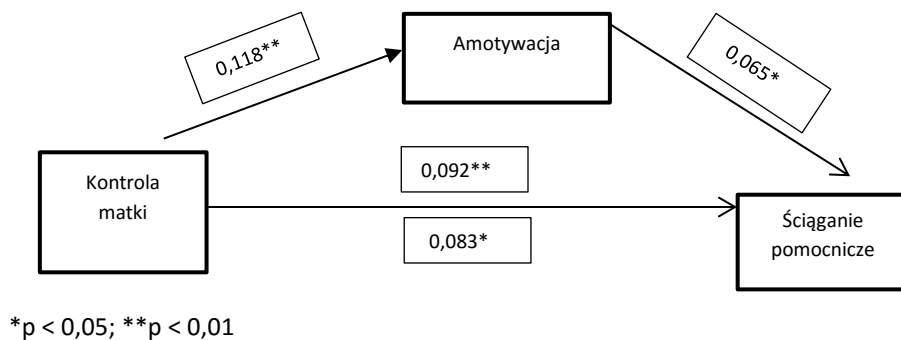 Amotywacja
0,118**
0,065*
Kontrola
matki
0,092**
0,083*
Ściąganie
pomocnicze
*p < 0,05; **p < 0,01